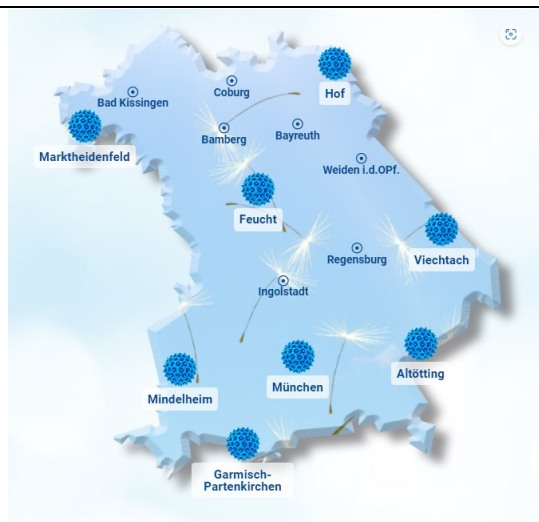 Hof
Coburg
Bad Kissingen
Bamberg
Bayreuth
Marktheidenfeld
Weiden i.d.OPf.
Feucht
Regensburg
Viechtach
Ingolstadt
Altötting
München
Mindelheim
Garmisch-
Partenkirchen